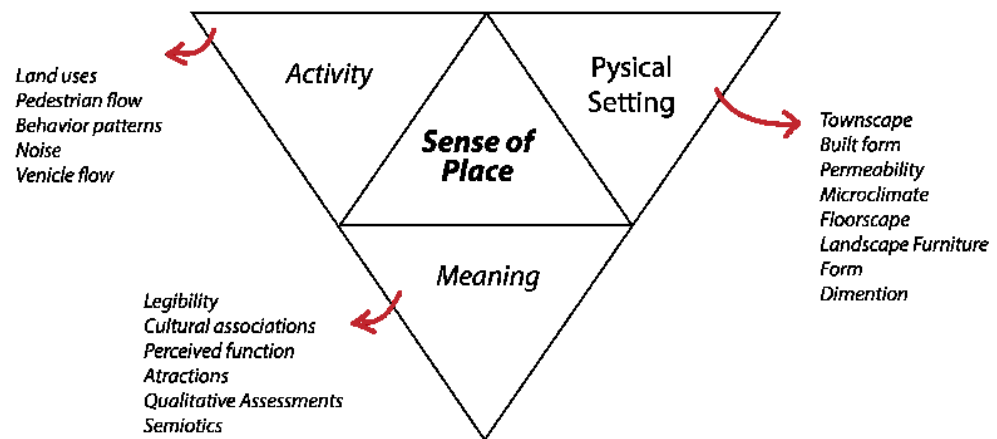 Activity
Pysical
Setting
Sense of
Place
Meaning
Land uses
Pedestrian flow
Behavior patterns
Noise
Venicle flow
Townscape
Built form
Permeability
Microclimate
Floorscape
Landscape Furniture
Form
Dimention
Legibility
Cultural associations
Perceived function
Atractions
Qualitative Assessments
Semiotics